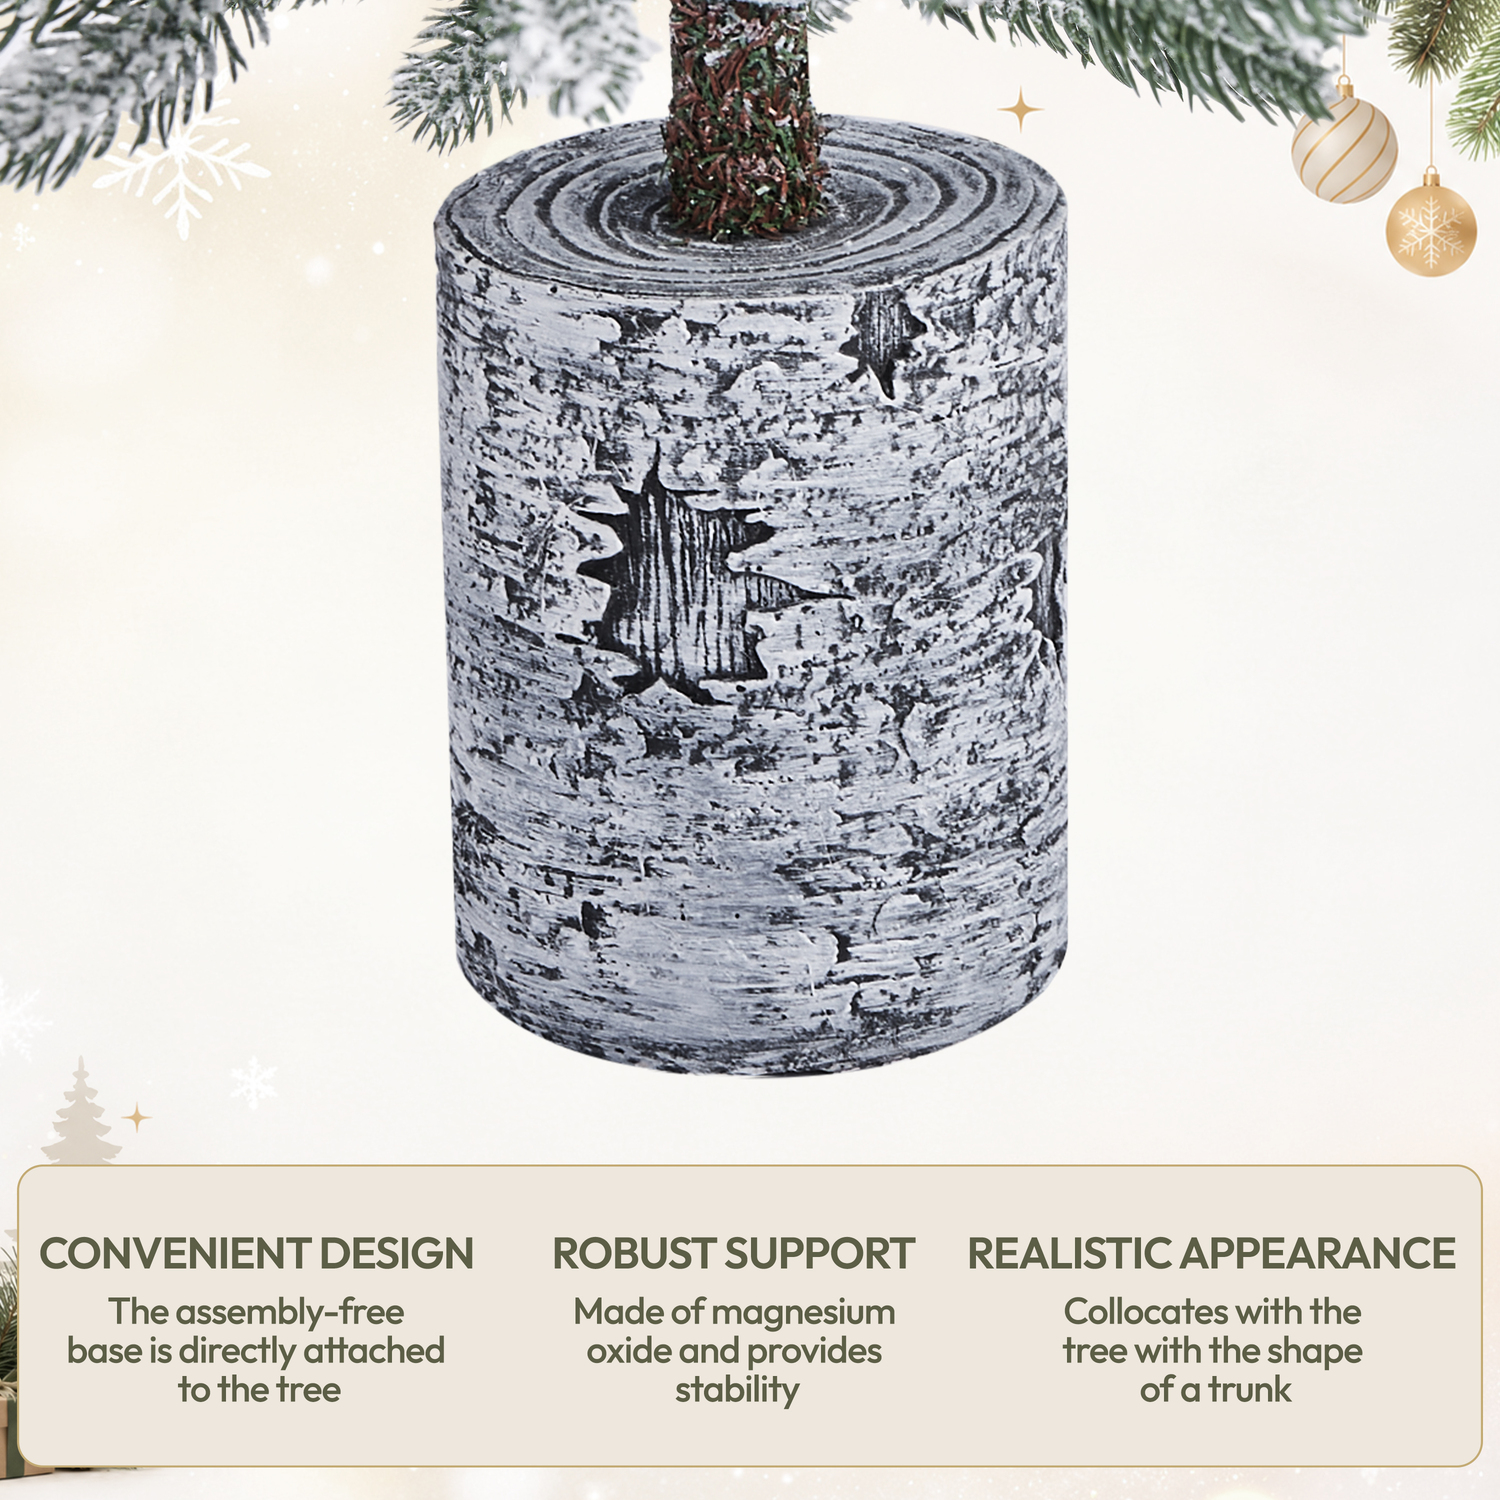 CONVENIENT DESIGN
The assembly-free
base is directly attached
to the tree
ROBUST SUPPORT
Made of magnesium
oxide and provides
stability
REALISTIC APPEARANCE
Collocates with the
tree with the shape
of a trunk